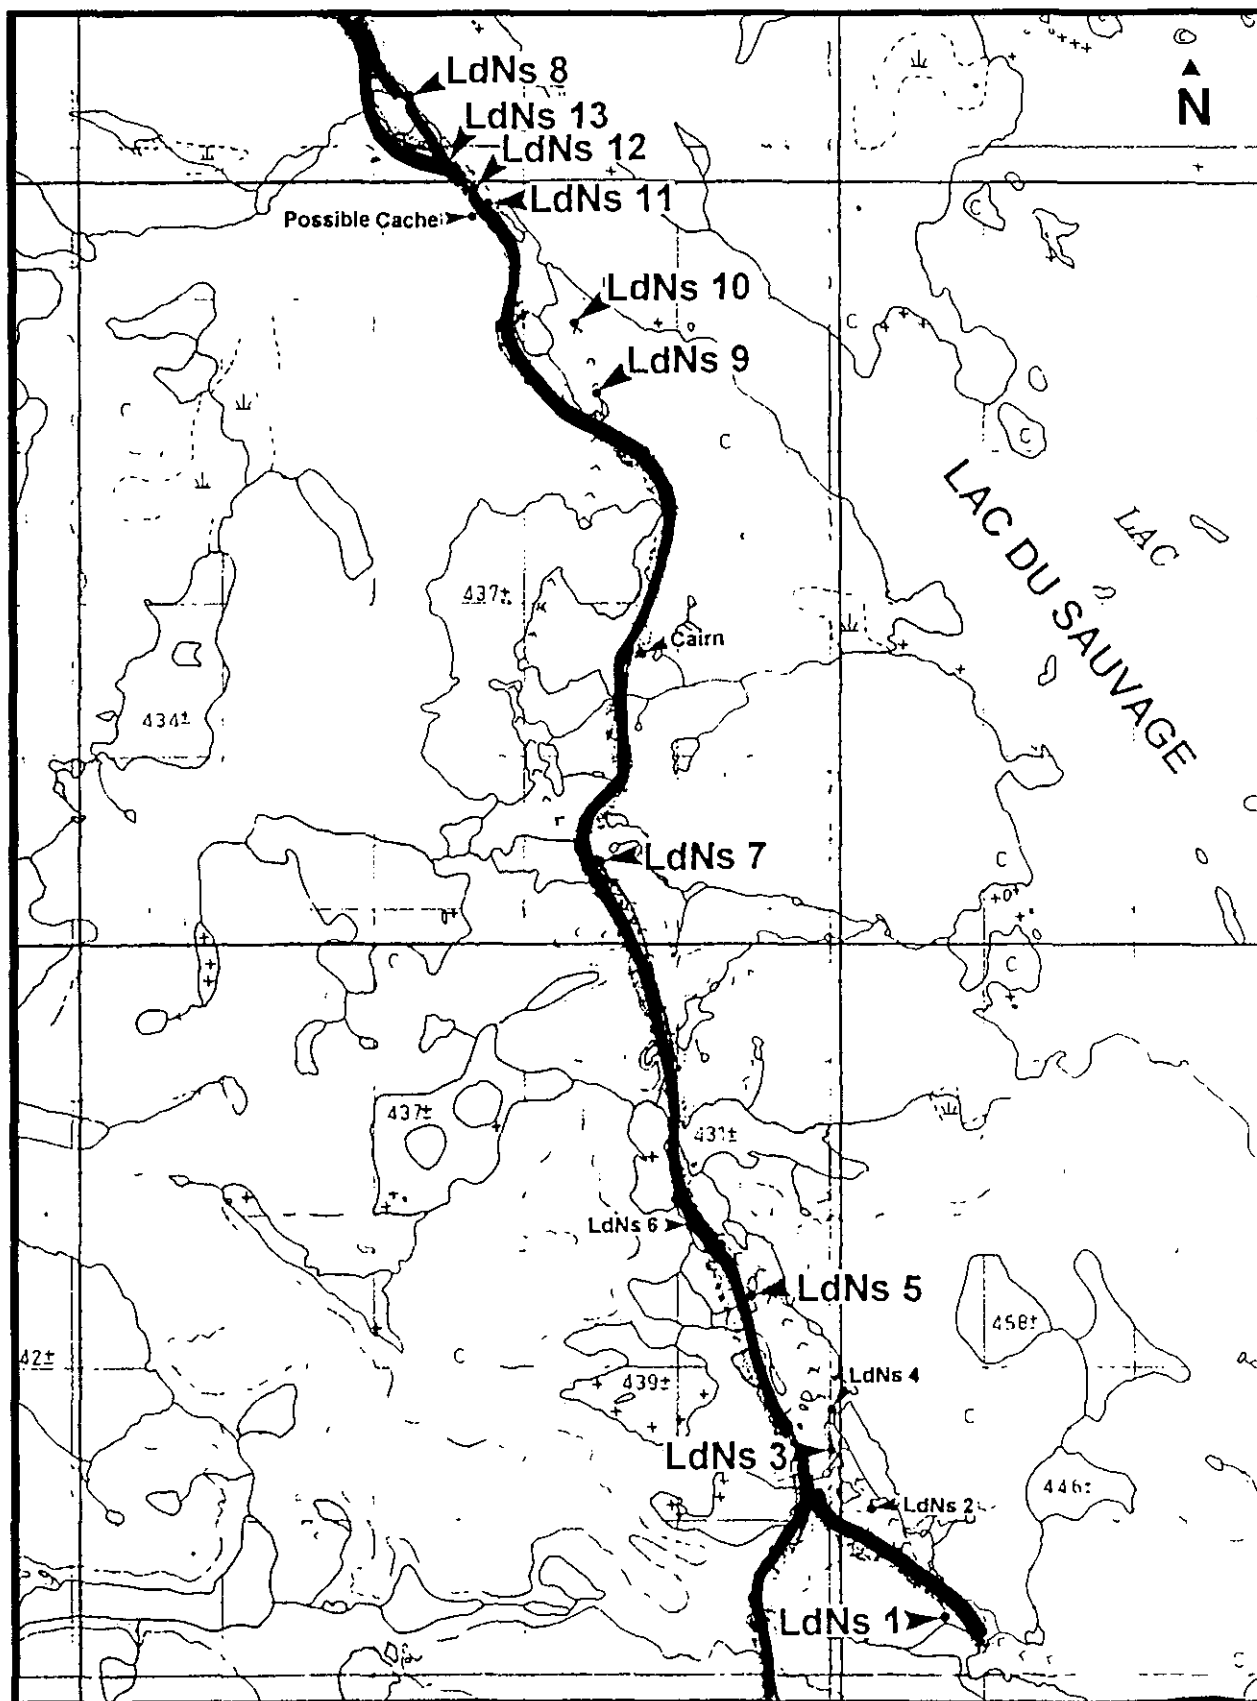 LdNs 8
N
LdNs 13
LdNs 12
LdNs 11
Possible Cache
LdNs 10
LdNs 9
C
C
C
C
C
C
LAC
LAC DU SAUVAGE
437±
Cairn
434±
LdNs 7
C
C
C
437±
431±
LdNs 6
LdNs 5
458±
42±
C
439±
LdNs 4
C
LdNs 3
446±
LdNs 2
LdNs 1
C